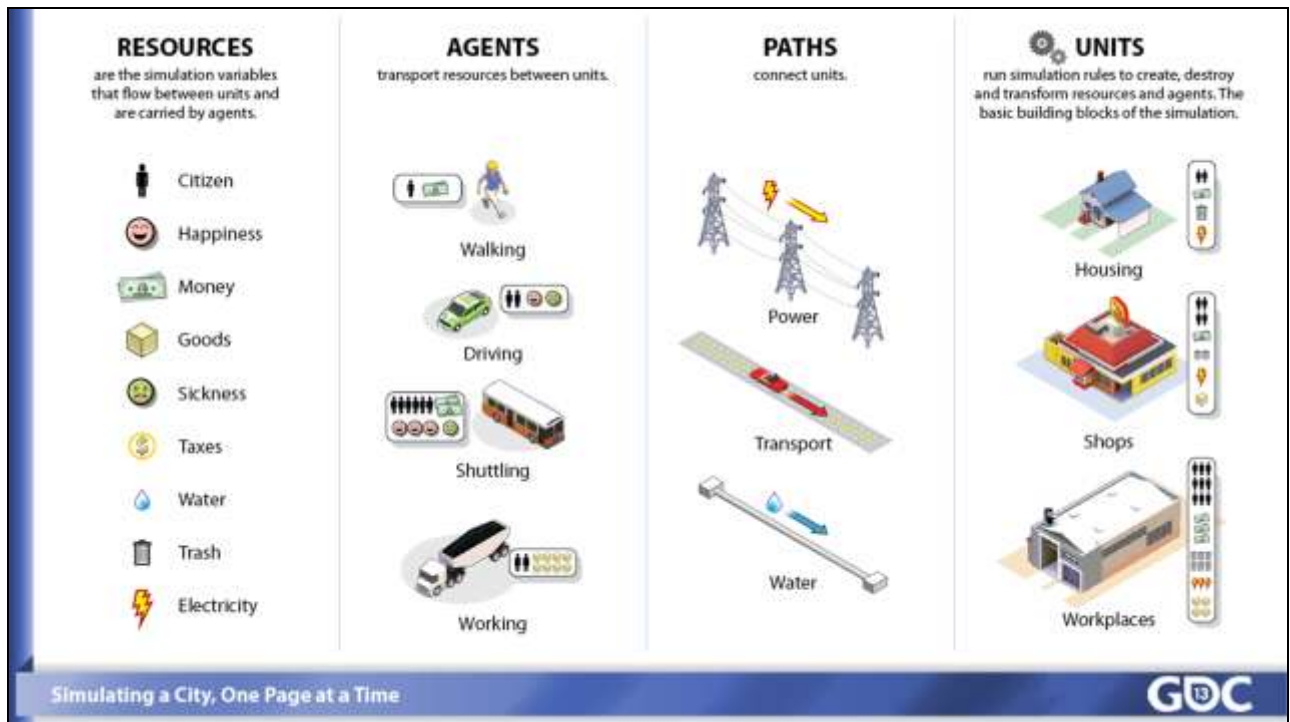 RESOURCES
are the simulation variables
that flow between units and
are carried by agents.
Citizen
Happiness
Money
Goods
Sickness
Taxes
Water
Trash
Electricity
AGENTS
transport resources between units.
Walking
Driving
Shuttling
Working
PATHS
connect units.
Power
Transport
Water
UNITS
run simulation rules to create, destroy
and transform resources and agents. The
basic building blocks of the simulation.
Housing
Shops
Workplaces
Simulating a City, One Page at a Time
GDC
13